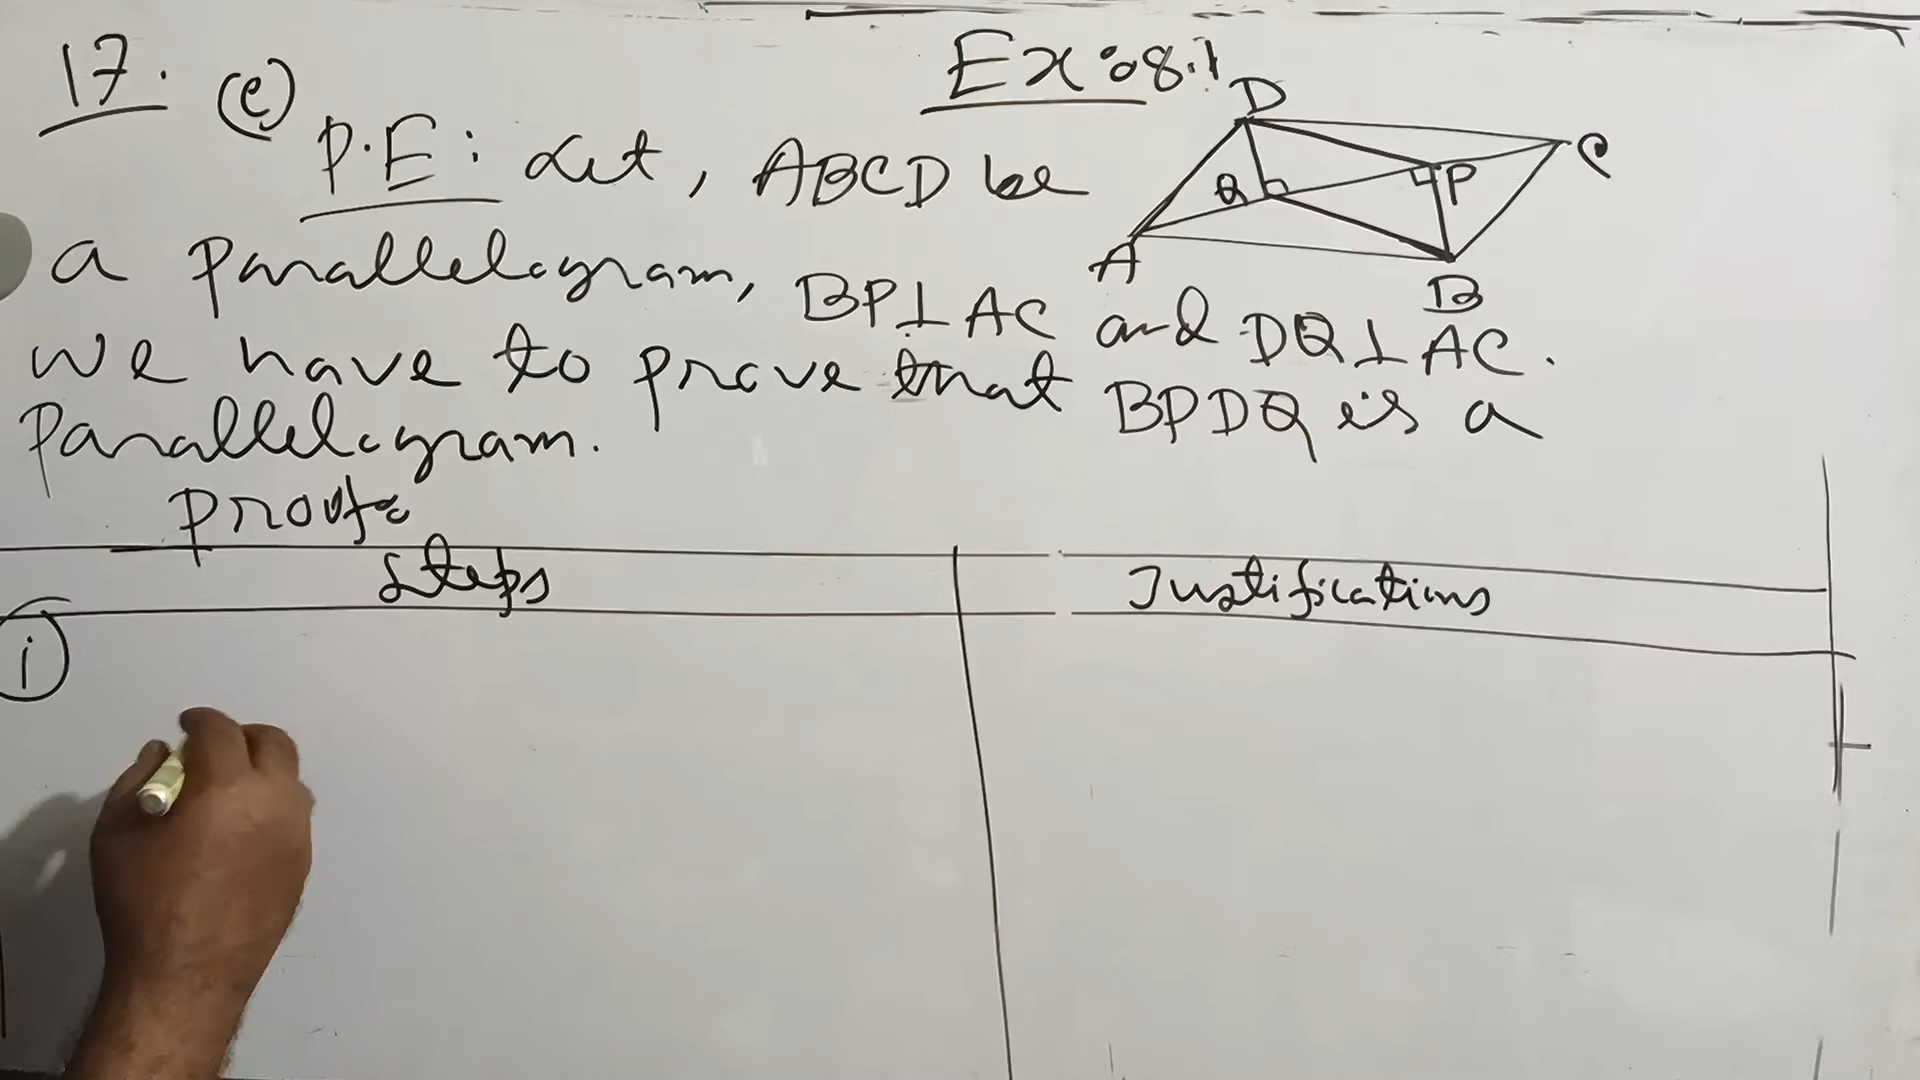 17. (e) Ex: 8.1
P.E: Let, ABCD be
a parallelogram, BP⊥AC and DQ⊥AC.
We have to prove that BPDQ is a
Parallelogram.
Proof:
Steps Justifications
i
D
C
Q
P
A
B